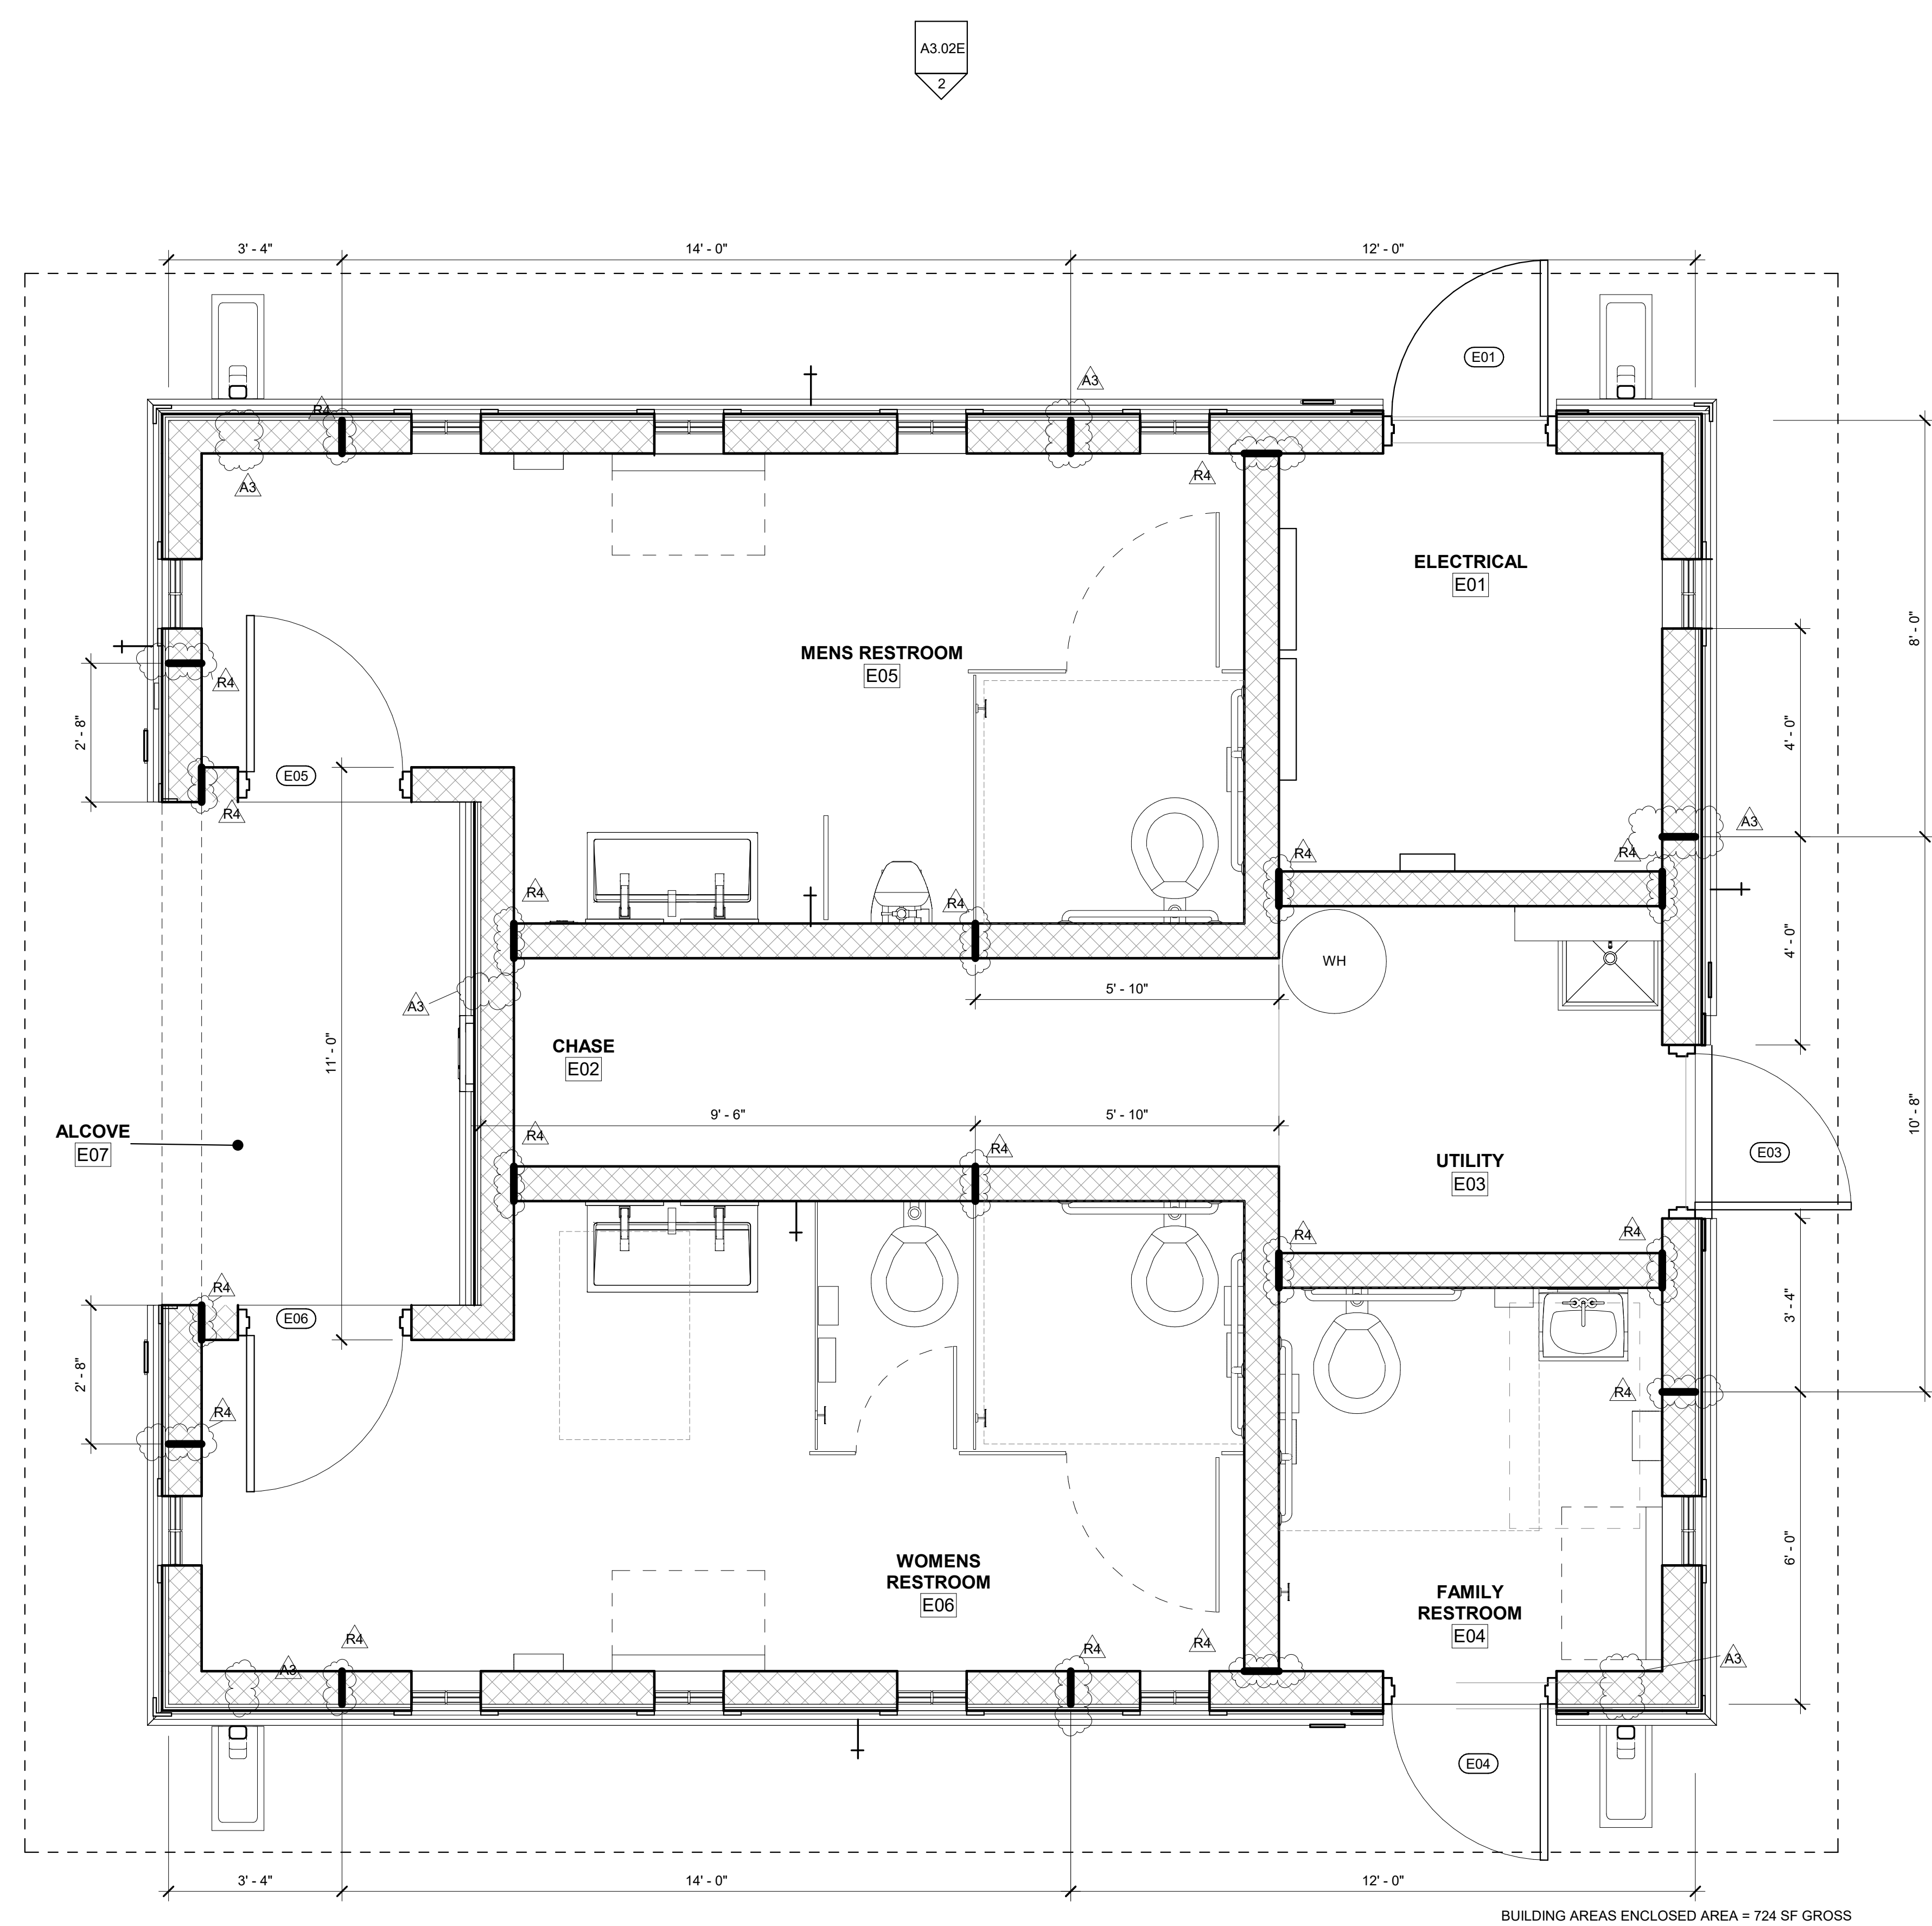 A3.02E
2
3' - 4"
14' - 0"
12' - 0"
E01
A3
R4
R4
A3
ELECTRICAL
E01
8' - 0"
MENS RESTROOM
E05
R4
2' - 8"
4' - 0"
E05
R4
A3
R4
R4
R4
R4
4' - 0"
WH
5' - 10"
A3
11' - 0"
CHASE
E02
9' - 6"
5' - 10"
10' - 8"
ALCOVE
E07
R4
R4
E03
UTILITY
E03
R4
R4
R4
E06
3' - 4"
2' - 8"
R4
R4
6' - 0"
WOMENS
RESTROOM
E06
FAMILY
RESTROOM
E04
R4
R4
R4
A3
A3
E04
3' - 4"
14' - 0"
12' - 0"
BUILDING AREAS ENCLOSED AREA = 724 SF GROSS